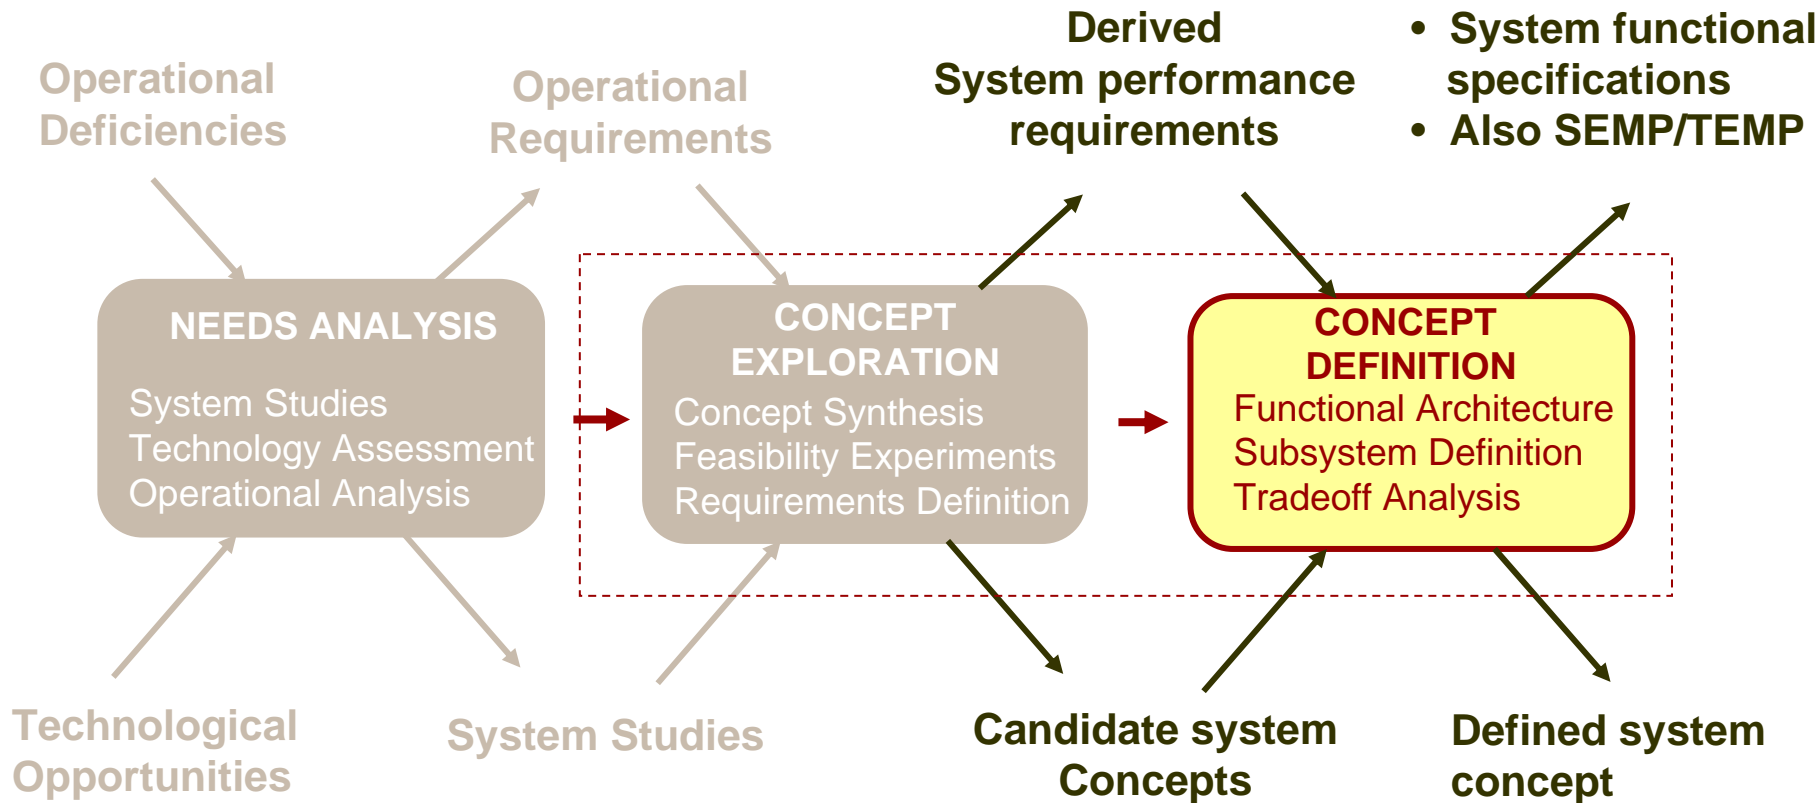 Operational
Deficiencies
Operational
Requirements
Derived
System performance
requirements
• System functional
specifications
• Also SEMP/TEMP
NEEDS ANALYSIS
System Studies
Technology Assessment
Operational Analysis
CONCEPT
EXPLORATION
Concept Synthesis
Feasibility Experiments
Requirements Definition
CONCEPT
DEFINITION
Functional Architecture
Subsystem Definition
Tradeoff Analysis
Technological
Opportunities
System Studies
Candidate system
Concepts
Defined system
concept